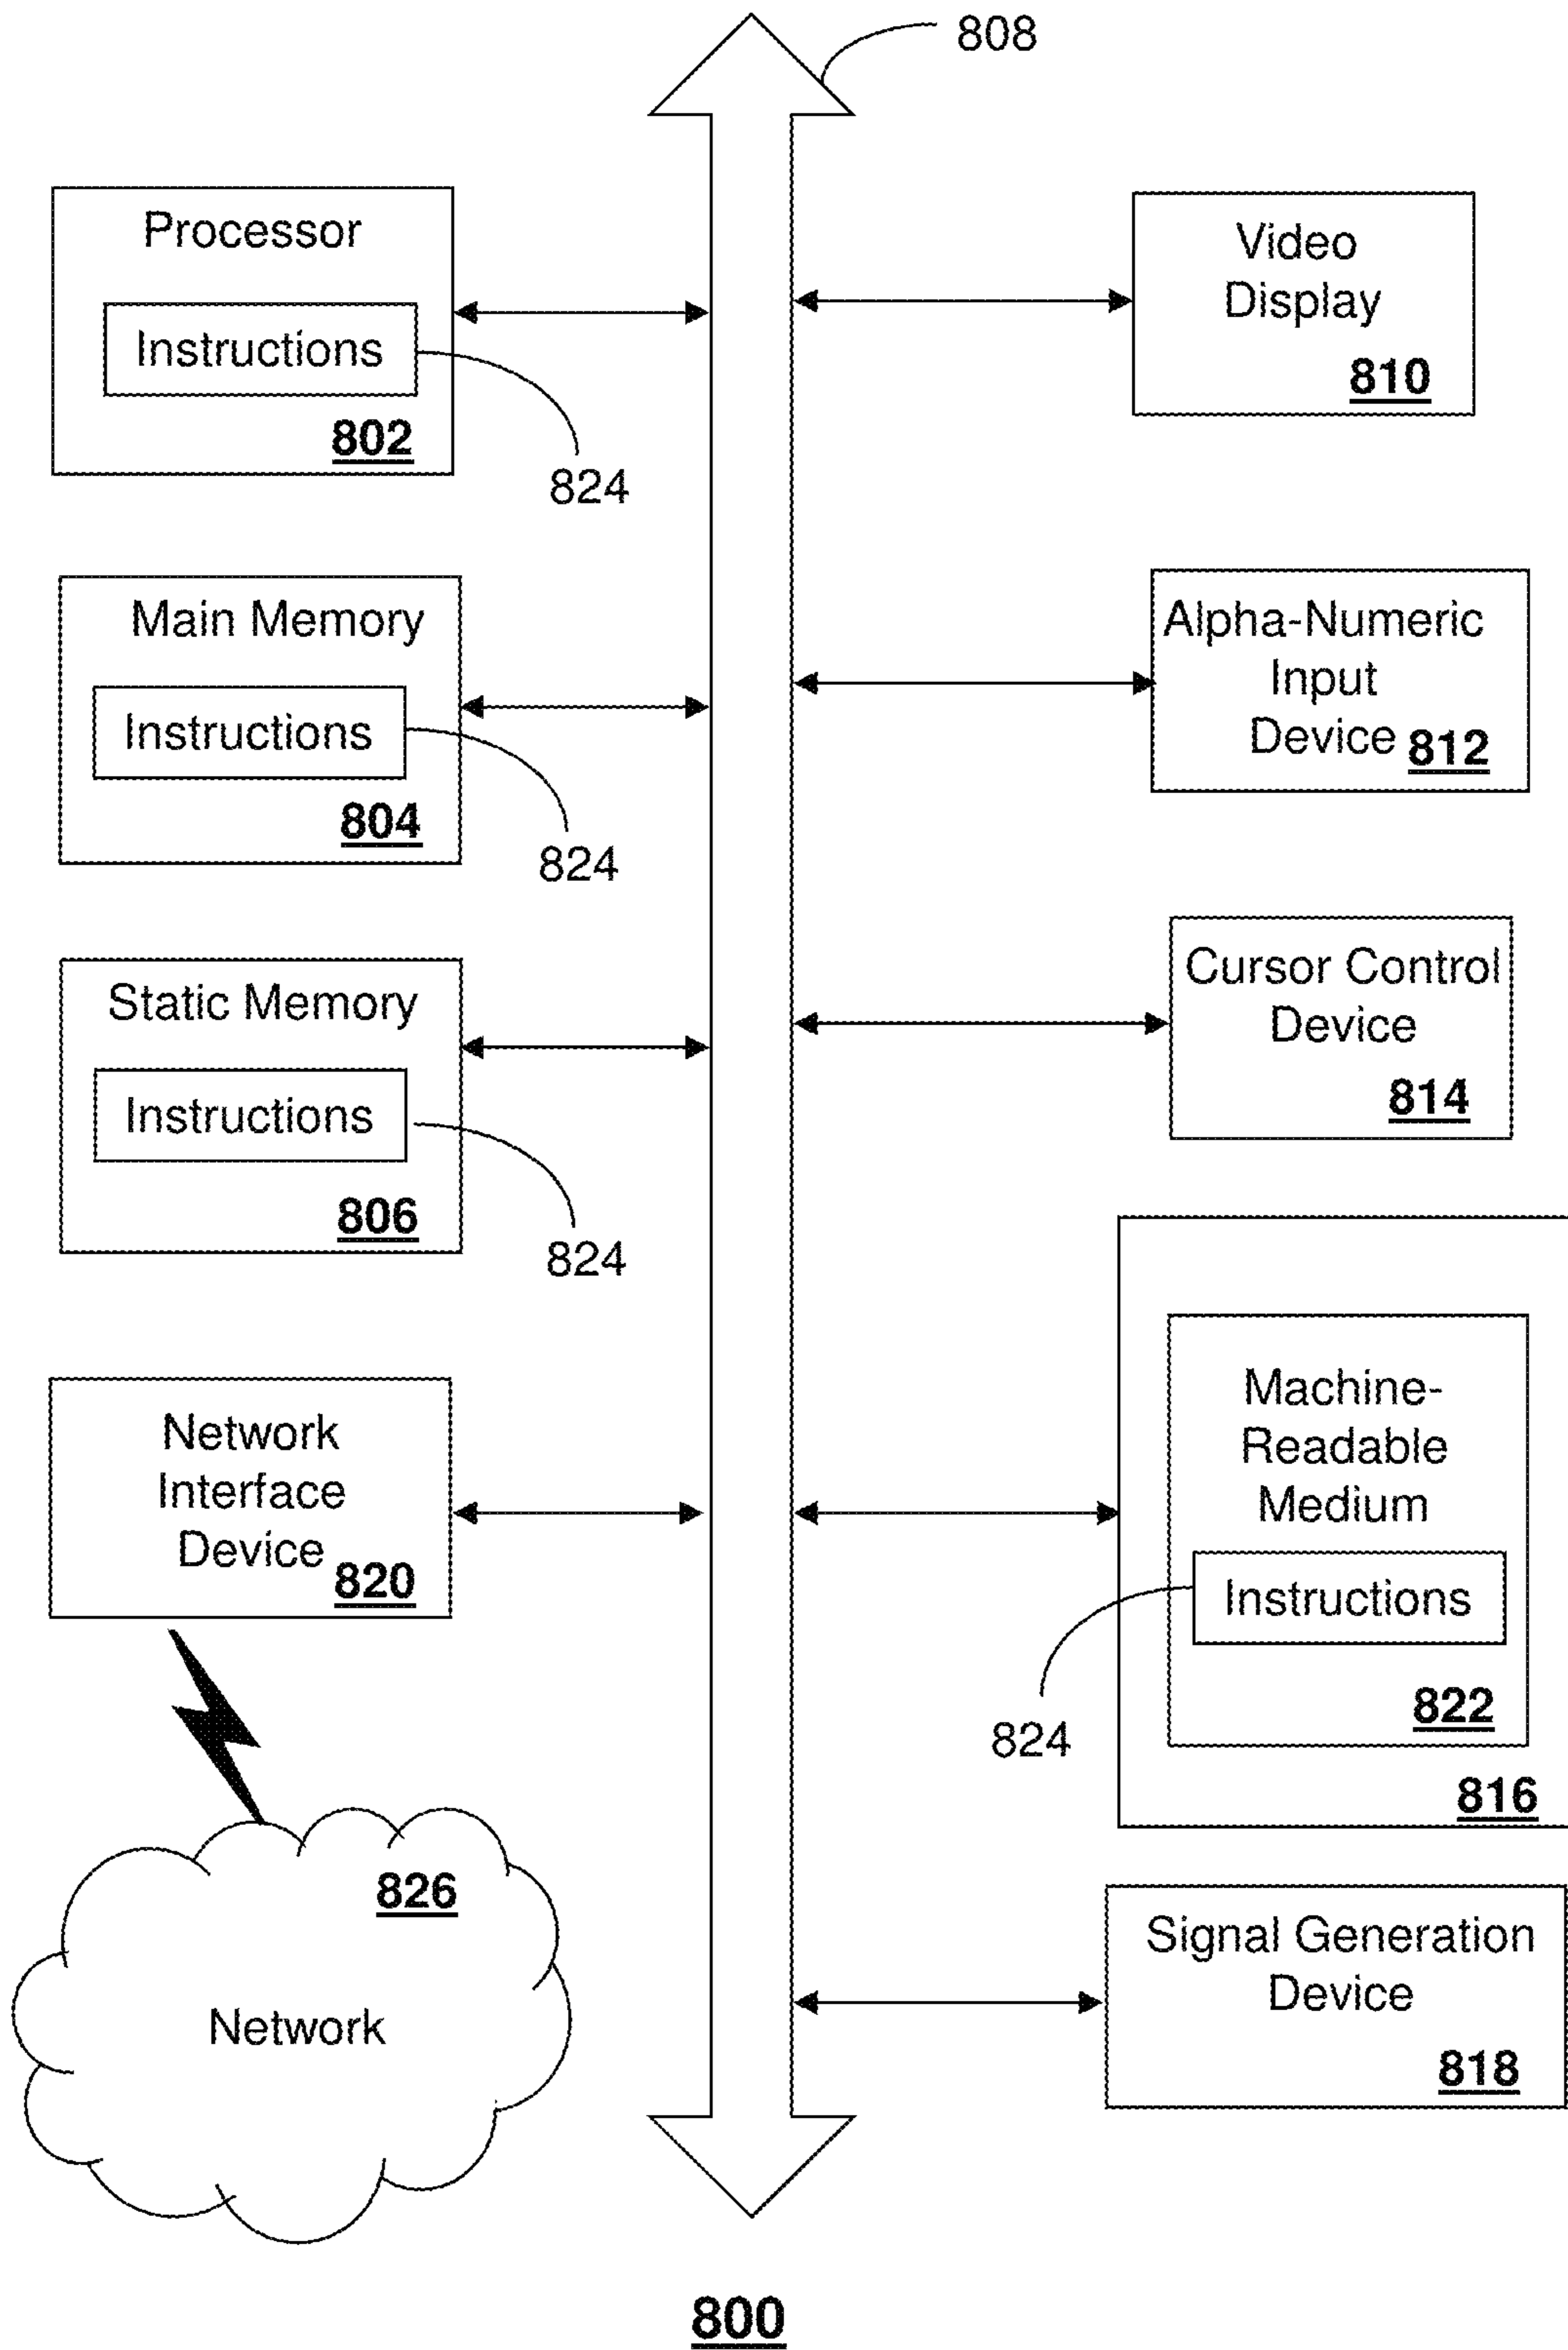 808
Processor
Instructions
802
824
Main Memory
Instructions
804
824
Static Memory
Instructions
806
824
Network
Interface
Device
820
826
Network
Video
Display
810
Alpha-Numeric
Input
Device
812
Cursor Control
Device
814
Machine-
Readable
Medium
Instructions
824
822
816
Signal Generation
Device
818
800